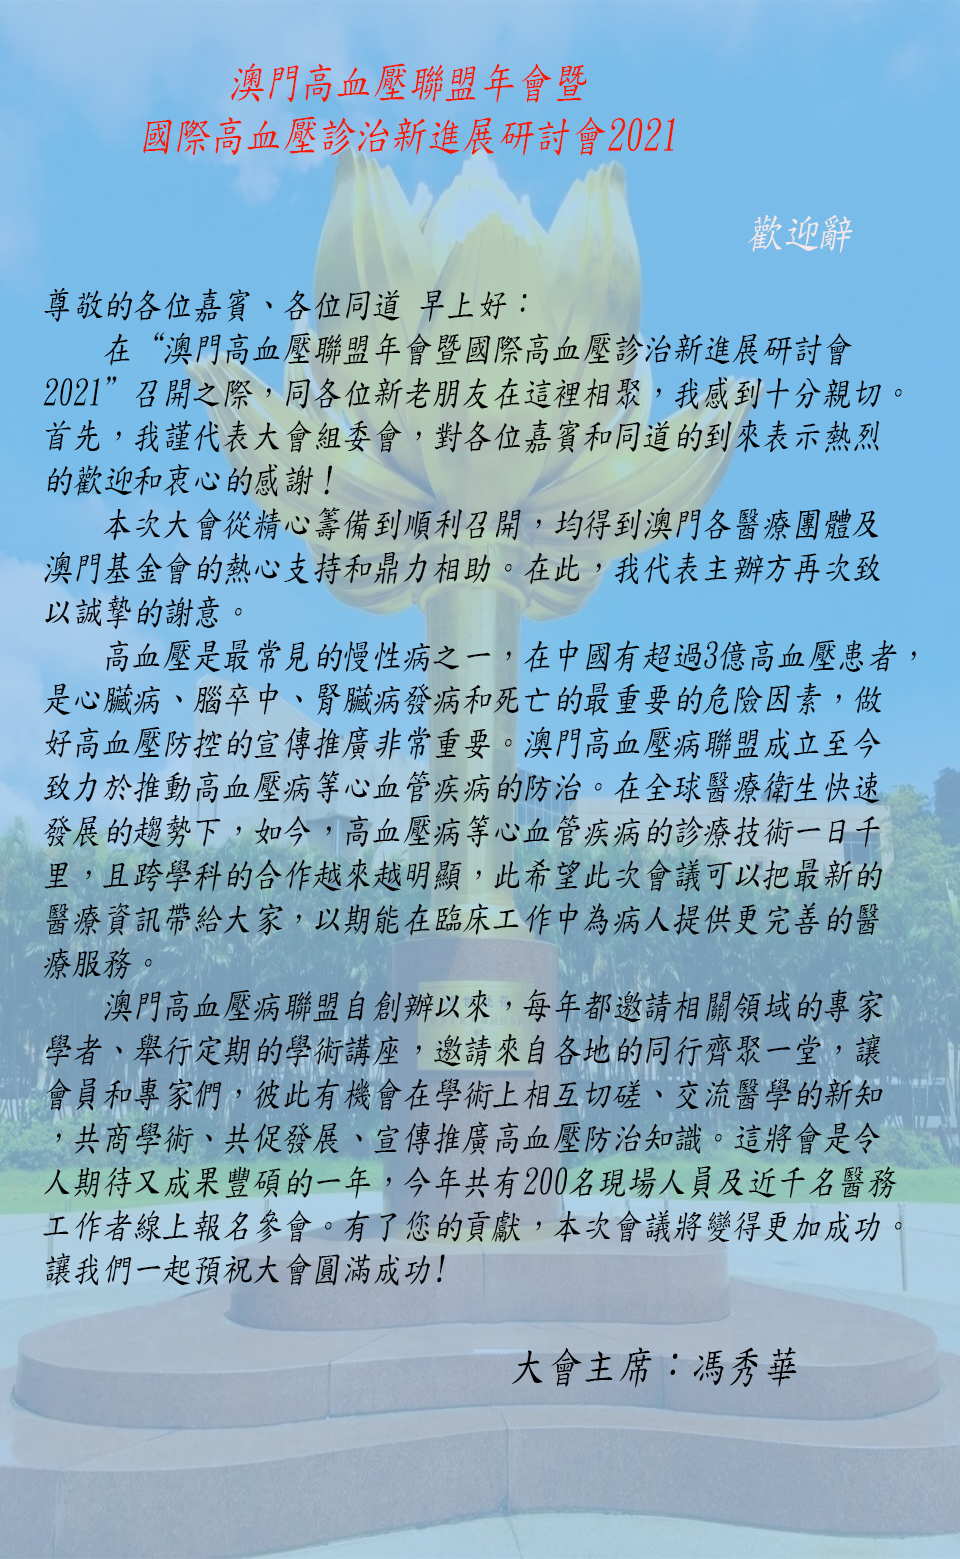 澳門高血壓聯盟年會暨
國際高血壓診治新進展研討會2021
歡迎辭
尊敬的各位嘉賓、各位同道 早上好：
在“澳門高血壓聯盟年會暨國際高血壓診治新進展研討會
2021”召開之際，同各位新老朋友在這裡相聚，我感到十分親切。
首先，我謹代表大會組委會，對各位嘉賓和同道的到來表示熱烈
的歡迎和衷心的感謝！
本次大會從精心籌備到順利召開，均得到澳門各醫療團體及
澳門基金會的熱心支持和鼎力相助。在此，我代表主辦方再次致
以誠摯的謝意。
高血壓是最常見的慢性病之一，在中國有超過3億高血壓患者，
是心臟病、腦卒中、腎臟病發病和死亡的最重要的危險因素，做
好高血壓防控的宣傳推廣非常重要。澳門高血壓病聯盟成立至今
致力於推動高血壓病等心血管疾病的防治。在全球醫療衛生快速
發展的趨勢下，如今，高血壓病等心血管疾病的診療技術一日千
里，且跨學科的合作越來越明顯，此希望此次會議可以把最新的
醫療資訊帶給大家，以期能在臨床工作中為病人提供更完善的醫
療服務。
澳門高血壓病聯盟自創辦以來，每年都邀請相關領域的專家
學者、舉行定期的學術講座，邀請來自各地的同行齊聚一堂，讓
會員和專家們，彼此有機會在學術上相互切磋、交流醫學的新知
，共商學術、共促發展、宣傳推廣高血壓防治知識。這將會是令
人期待又成果豐碩的一年，今年共有200名現場人員及近千名醫務
工作者線上報名參會。有了您的貢獻，本次會議將變得更加成功。
讓我們一起預祝大會圓滿成功!
大會主席：馮秀華